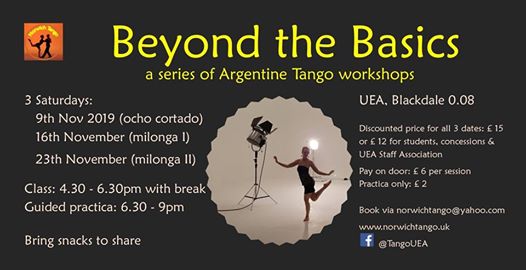 Norwich Tango
Beyond the Basics
a series of Argentine Tango workshops
3 Saturdays:
9th Nov 2019 (ocho cortado)
16th November (milonga I)
23th November (milonga II)
Class: 4.30 - 6.30pm with break
Guided practica: 6.30 - 9pm
Bring snacks to share
UEA, Blackdale 0.08
Discounted price for all 3 dates: £ 15
or £ 12 for students, concessions &
UEA Staff Association
Pay on door: £ 6 per session
Practica only: £ 2
Book via norwichtango@yahoo.com
www.norwichtango.uk
f @TangoUEA